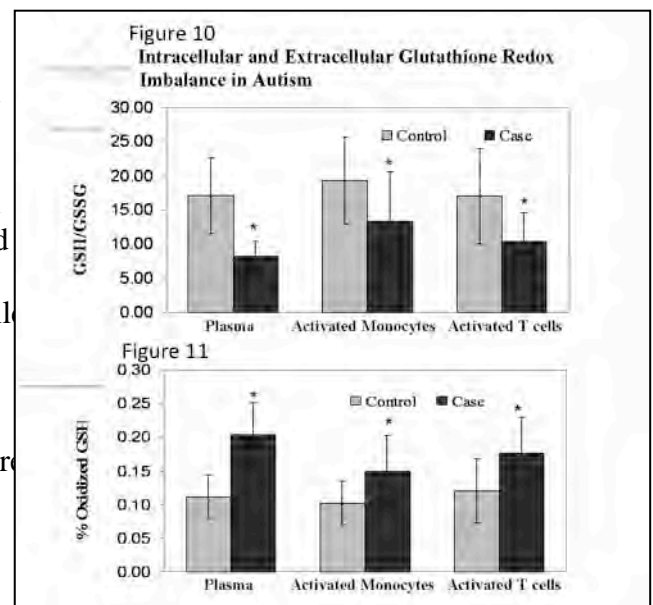 Figure 10
Intracellular and Extracellular Glutathione Redox
Imbalance in Autism
30.00
25.00
20.00
15.00
10.00
5.00
0.00
GSH/GSSG
Control Case
*
*
*
Plasma Activated Monocytes Activated T cells
Figure 11
0.30
0.25
0.20
0.15
0.10
0.05
0.00
% Oxidized GSH
Control Case
*
*
*
Plasma Activated Monocytes Activated T cells